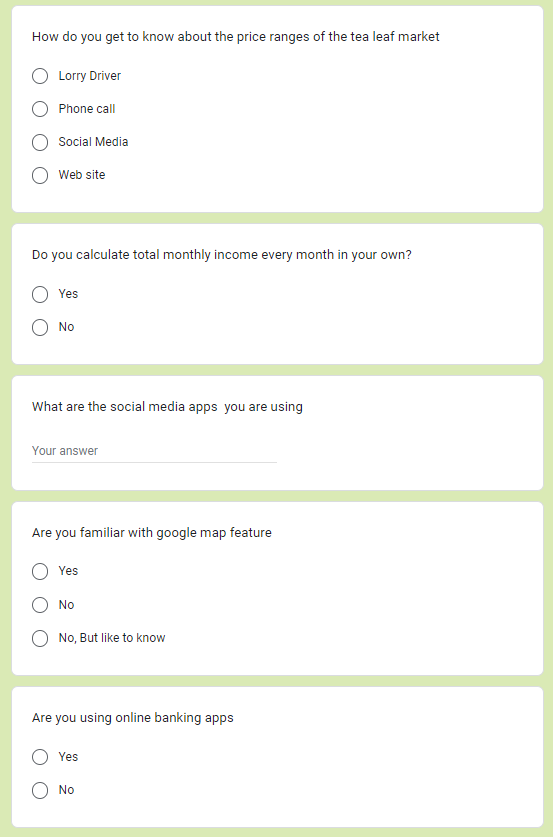 How do you get to know about the price ranges of the tea leaf market
Lorry Driver
Phone call
Social Media
Web site
Do you calculate total monthly income every month in your own?
Yes
No
What are the social media apps  you are using
Your answer
Are you familiar with google map feature
Yes
No
No, But like to know
Are you using online banking apps
Yes
No